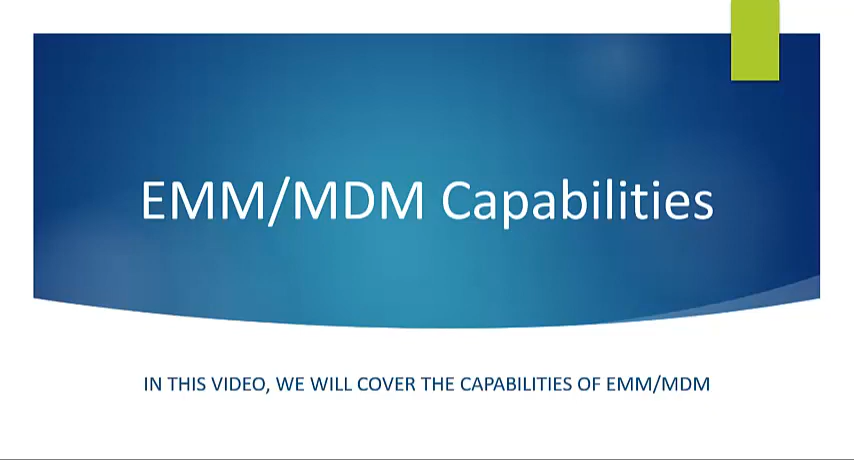 EMM/MDM Capabilities
IN THIS VIDEO, WE WILL COVER THE CAPABILITIES OF EMM/MDM